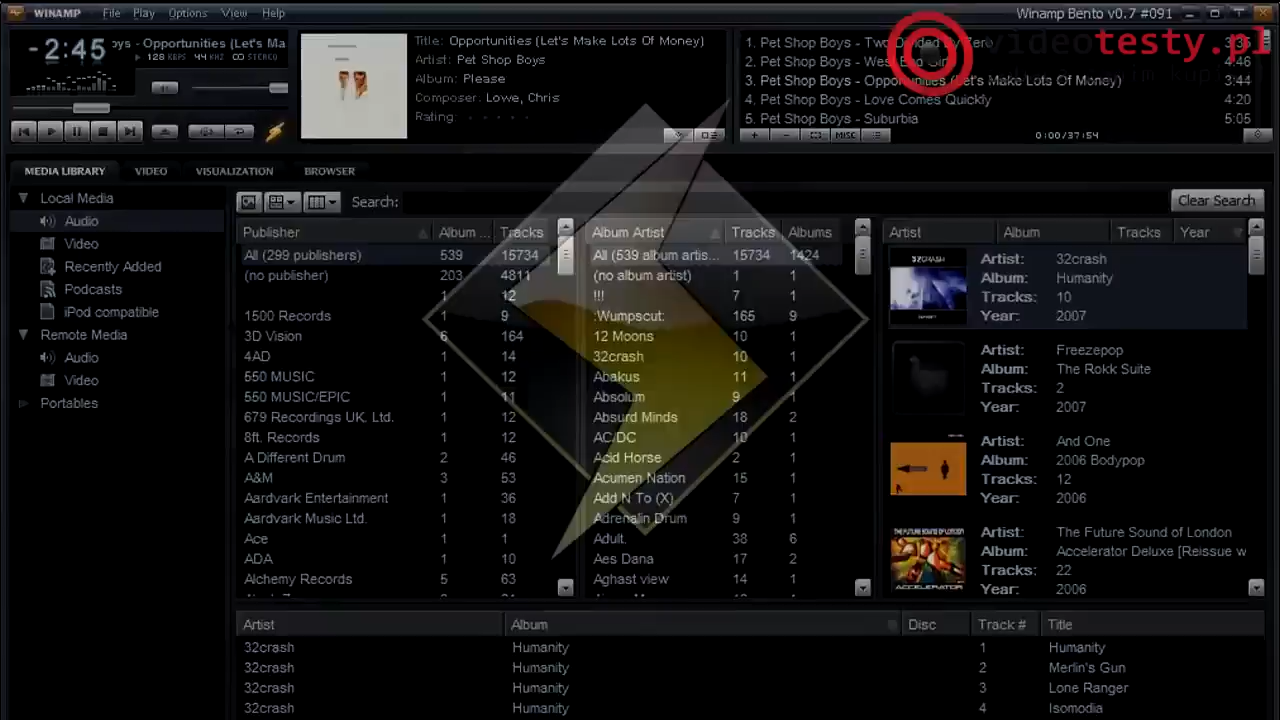 WINAMP File Play Options View Help
Winamp Bento v0.7 #091
- 2:45
oys - Opportunities (Let's Ma
128 KBPS 44 KHZ STEREO
Title: Opportunities (Let's Make Lots Of Money)
Artist: Pet Shop Boys
Album: Please
Composer: Lowe, Chris
Rating:
1. Pet Shop Boys - Two Divided By Zero 3:35
2. Pet Shop Boys - West End Girls 4:46
3. Pet Shop Boys - Opportunities (Let's Make Lots Of Money) 3:44
4. Pet Shop Boys - Love Comes Quickly 4:20
5. Pet Shop Boys - Suburbia 5:05
MISC
0:00/37:54
videotesty.pl
MEDIA LIBRARY VIDEO VISUALIZATION BROWSER
Local Media
Audio
Video
Recently Added
Podcasts
iPod compatible
Remote Media
Audio
Video
Portables
Search:
Clear Search
Publisher Album ... Tracks
All (299 publishers) 539 15734
(no publisher) 203 4811
1 12
1500 Records 1 9
3D Vision 6 164
4AD 1 14
550 MUSIC 1 12
550 MUSIC/EPIC 1 11
679 Recordings UK. Ltd. 1 12
8ft. Records 1 12
A Different Drum 2 46
A&M 3 53
Aardvark Entertainment 1 36
Aardvark Music Ltd. 1 18
Ace 1 1
ADA 1 10
Alchemy Records 5 63
Album Artist Tracks Albums
All (539 album artis... 15734 1424
(no album artist) 1 1
!!! 7 1
:Wumpscut: 165 9
12 Moons 10 1
32crash 10 1
Abakus 11 1
Absolum 9 1
Absurd Minds 18 2
AC/DC 10 1
Acid Horse 2 1
Acumen Nation 15 1
Add N To (X) 7 1
Adrenalin Drum 9 1
Adult. 38 6
Aes Dana 17 2
Aghast view 14 1
Artist Album Tracks Year
32CRASH
HUMANITY
Artist: 32crash
Album: Humanity
Tracks: 10
Year: 2007
Artist: Freezepop
Album: The Rokk Suite
Tracks: 2
Year: 2007
Artist: And One
Album: 2006 Bodypop
Tracks: 12
Year: 2006
THE FUTURE SOUND OF LONDON
ACCELERATOR
Artist: The Future Sound of London
Album: Accelerator Deluxe [Reissue w
Tracks: 22
Year: 2006
Artist Album Disc Track # Title
32crash Humanity 1 Humanity
32crash Humanity 2 Merlin's Gun
32crash Humanity 3 Lone Ranger
32crash Humanity 4 Isomodia